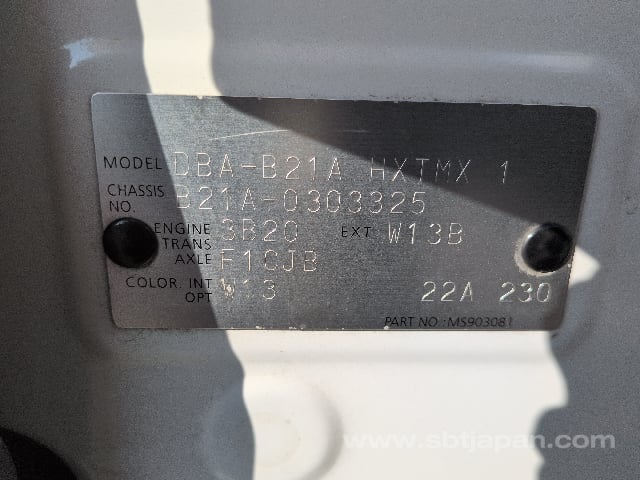 MODEL DBA-B21A HXTMX 1
CHASSIS NO. B21A-0303325
ENGINE 3B20 EXT W13B
TRANS AXLE F1CJB
COLOR. INT OPT W13 22A 230
PART NO : MS903081
www.sbtjapan.com